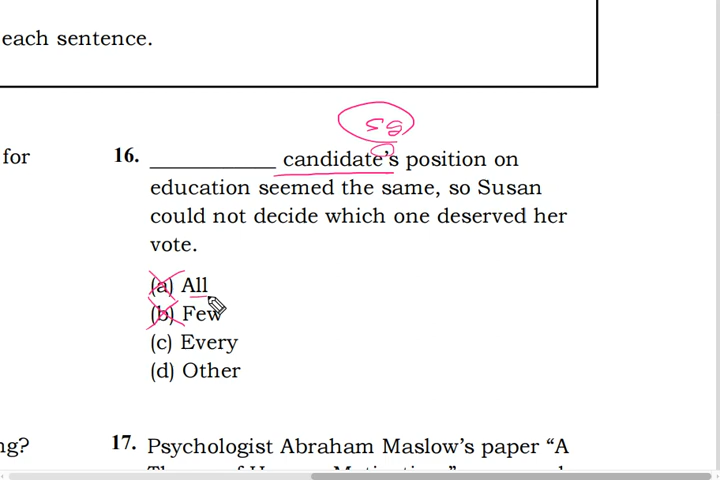 each sentence.
for
16. ____________ candidate's position on
education seemed the same, so Susan
could not decide which one deserved her
vote.
(a) All
(b) Few
(c) Every
(d) Other
ng?
17. Psychologist Abraham Maslow's paper “A